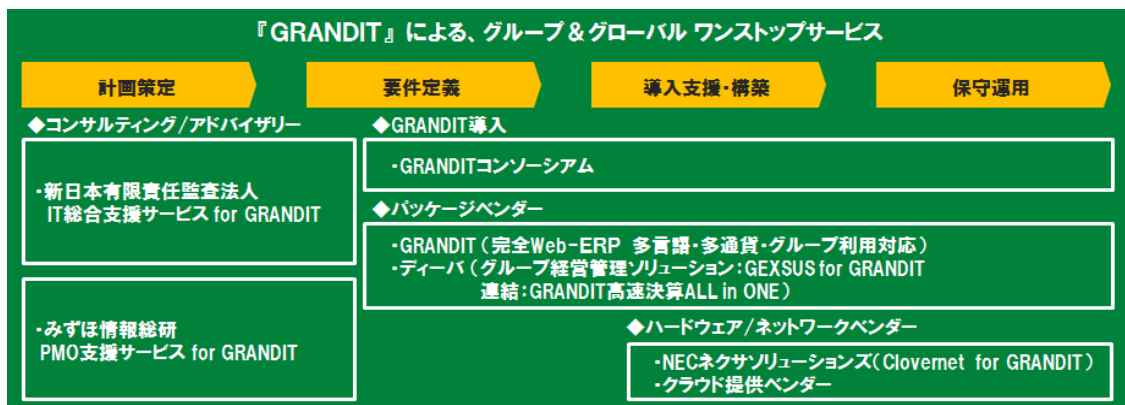 『GRANDIT』による、グループ&グローバル ワンストップサービス
計画策定
要件定義
導入支援・構築
保守運用
◆コンサルティング/アドバイザリー
・新日本有限責任監査法人
IT総合支援サービス for GRANDIT
・みずほ情報総研
PMO支援サービス for GRANDIT
◆GRANDIT導入
・GRANDITコンソーシアム
◆パッケージベンダー
・GRANDIT(完全Web-ERP 多言語・多通貨・グループ利用対応)
・ディーバ(グループ経営管理ソリューション:GEXSUS for GRANDIT
連結:GRANDIT高速決算ALL in ONE)
◆ハードウェア/ネットワークベンダー
・NECネクサソリューションズ(Clovernet for GRANDIT)
・クラウド提供ベンダー